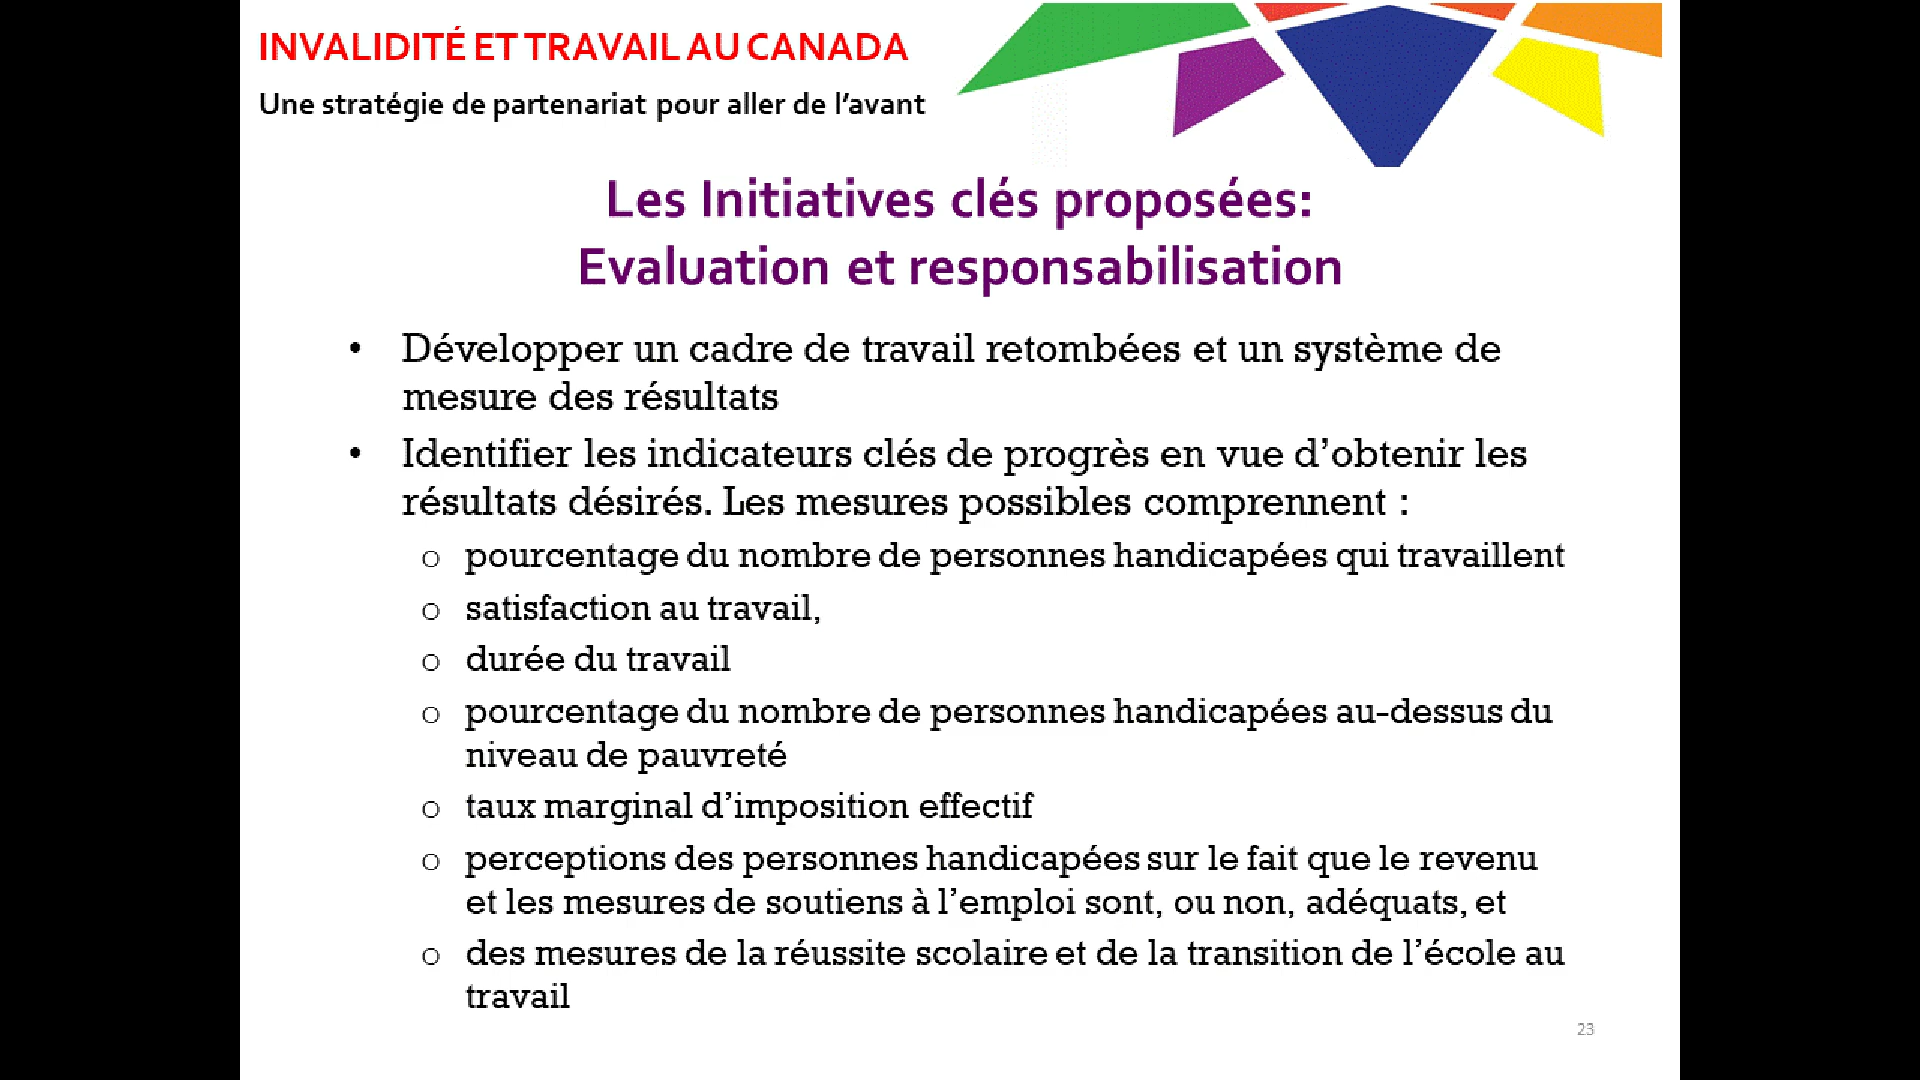 INVALIDITÉ ET TRAVAIL AU CANADA
Une stratégie de partenariat pour aller de l’avant
Les Initiatives clés proposées:
Evaluation et responsabilisation
• Développer un cadre de travail retombées et un système de
mesure des résultats
• Identifier les indicateurs clés de progrès en vue d’obtenir les
résultats désirés. Les mesures possibles comprennent :
o pourcentage du nombre de personnes handicapées qui travaillent
o satisfaction au travail,
o durée du travail
o pourcentage du nombre de personnes handicapées au-dessus du
niveau de pauvreté
o taux marginal d’imposition effectif
o perceptions des personnes handicapées sur le fait que le revenu
et les mesures de soutiens à l’emploi sont, ou non, adéquats, et
o des mesures de la réussite scolaire et de la transition de l’école au
travail
23